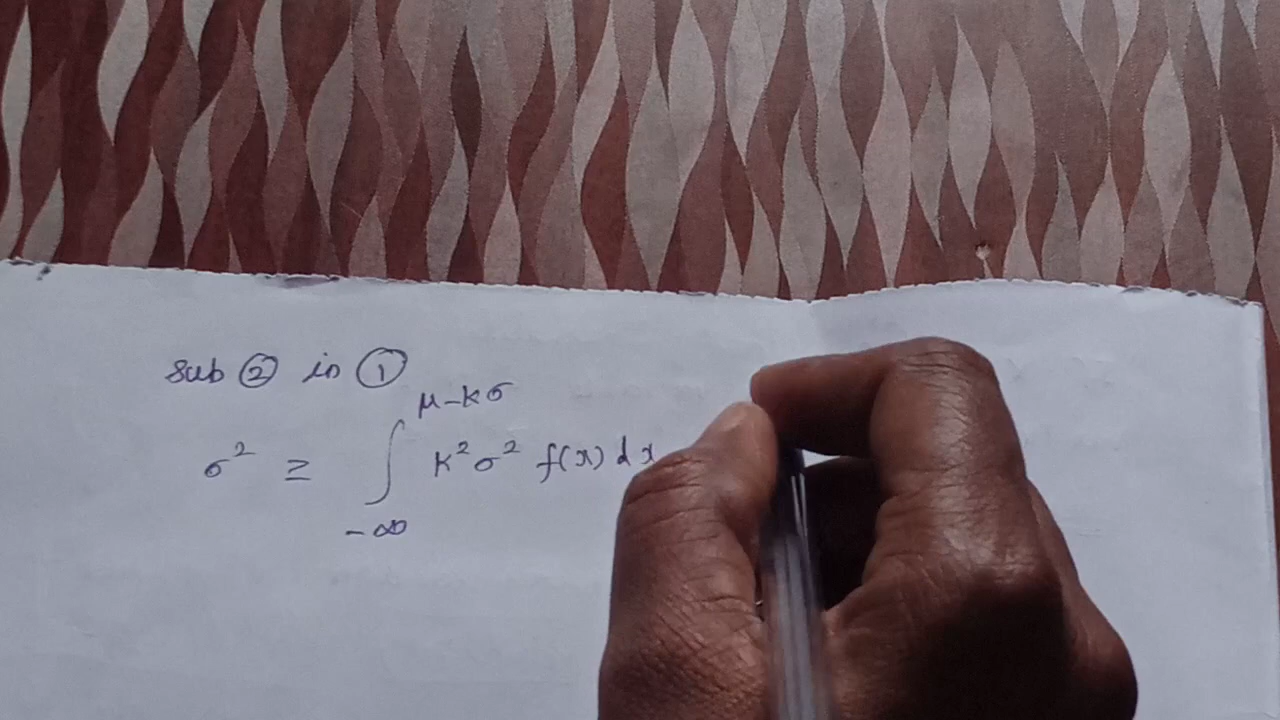 sub ② in ①
σ² ≥ ∫_{-∞}^{μ-kσ} k²σ² f(x) dx